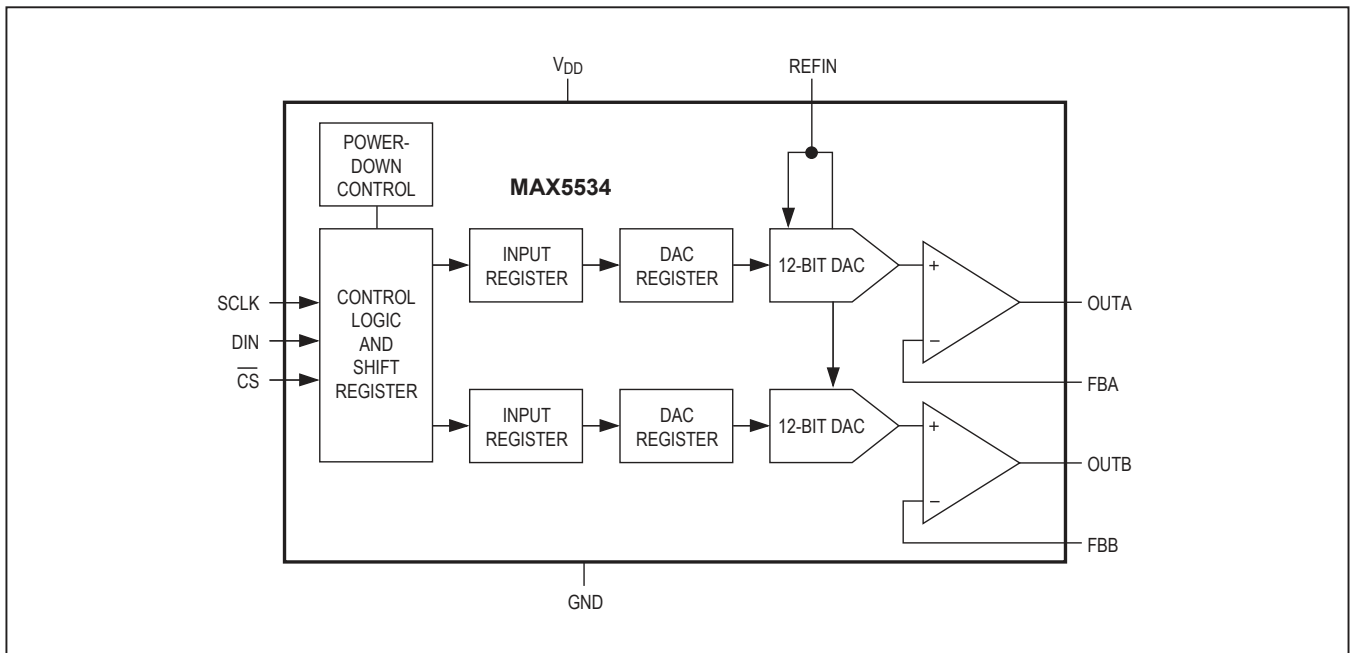 VDD
REFIN
POWER-
DOWN
CONTROL
MAX5534
INPUT
REGISTER
DAC
REGISTER
12-BIT DAC
+
−
OUTA
FBA
SCLK
DIN
C̅S̅
CONTROL
LOGIC
AND
SHIFT
REGISTER
INPUT
REGISTER
DAC
REGISTER
12-BIT DAC
+
−
OUTB
FBB
GND